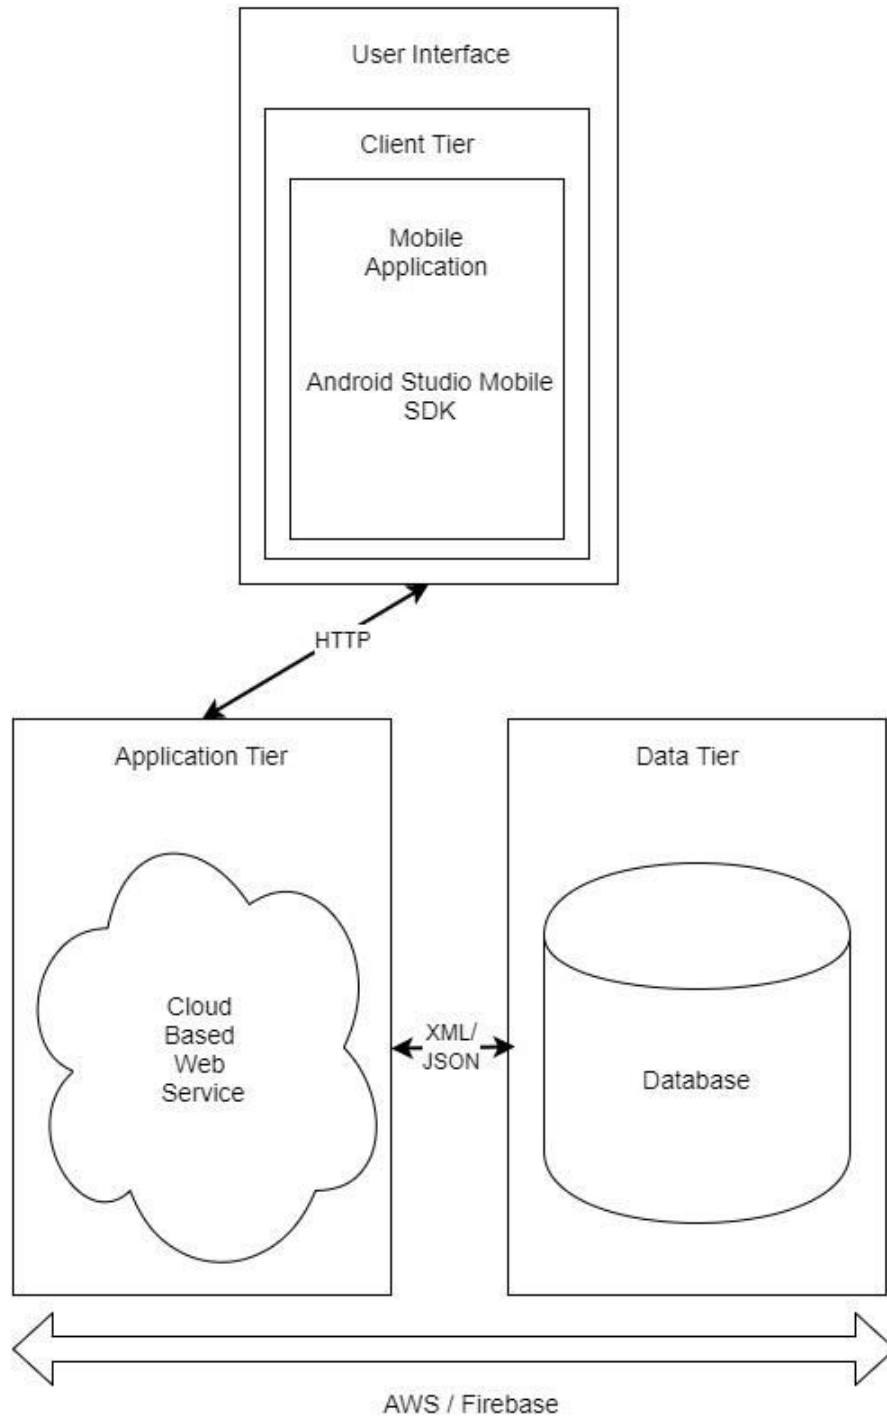 User Interface
Client Tier
Mobile
Application
Android Studio Mobile
SDK
HTTP
Application Tier
Data Tier
Cloud
Based
Web
Service
XML/
JSON
Database
AWS / Firebase